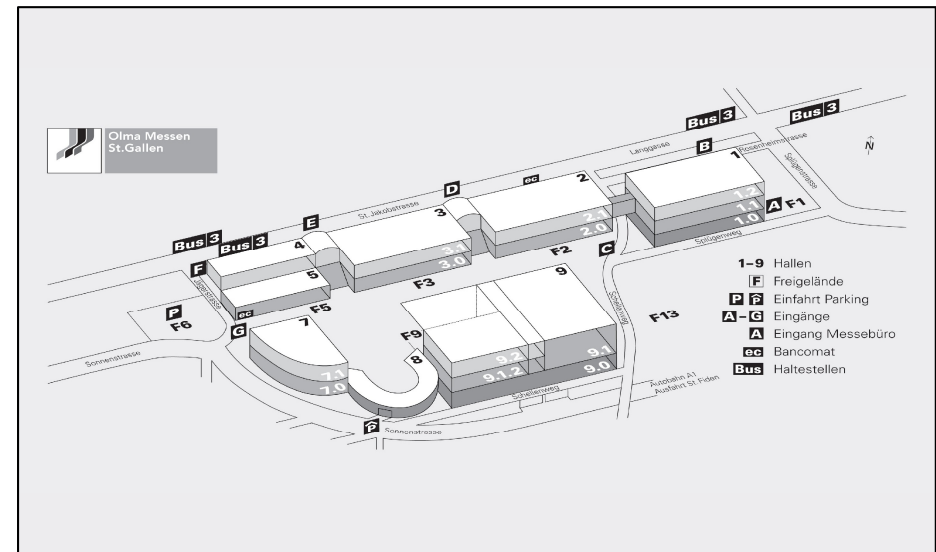 Olma Messen
St.Gallen
Bus 3
Bus 3
Langgasse
Rosenheimstrasse
Splügenstrasse
N
B
1
1.2
1.1
1.0
A
F1
Splügenweg
ec
2
2.1
2.0
F2
C
D
St. Jakobstrasse
3
3.1
3.0
F3
E
4
Bus 3
Bus 3
F
5
F5
ec
G
P
F6
Sonnenstrasse
7
7.1
7.0
8
F9
9
9.2
9.1.2
9.1
9.0
F13
Schellenweg
Autobahn A1
Ausfahrt St. Fiden
P
Sonnenstrasse
1–9 Hallen
F Freigelände
P P Einfahrt Parking
A–G Eingänge
A Eingang Messebüro
ec Bancomat
Bus Haltestellen